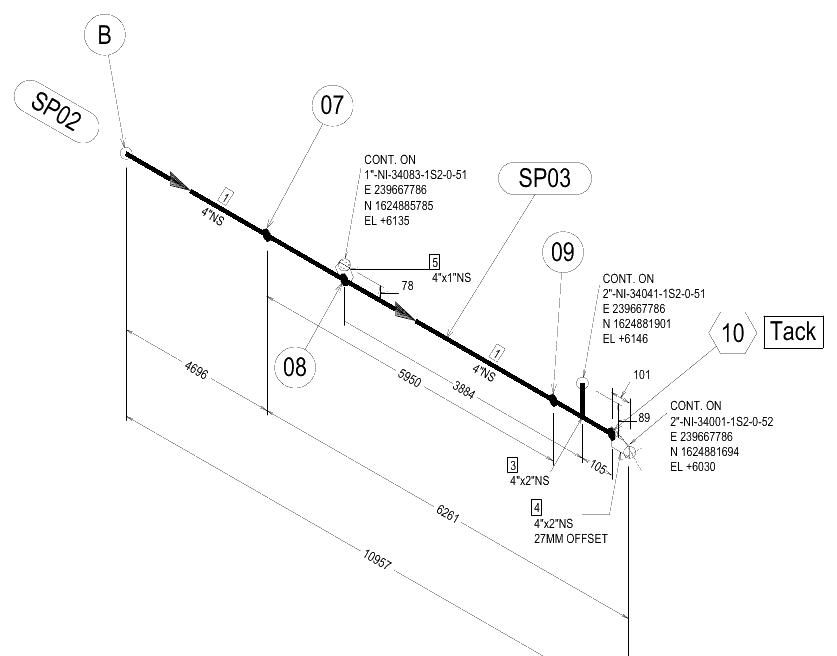 B
SP02
07
CONT. ON
1"-NI-34083-1S2-0-51
E 239667786
N 1624885785
EL +6135
SP03
1
4"NS
09
5
4"x1"NS
78
CONT. ON
2"-NI-34041-1S2-0-51
E 239667786
N 1624881901
EL +6146
10
Tack
08
1
4"NS
4696
5950
3884
101
89
CONT. ON
2"-NI-34001-1S2-0-52
E 239667786
N 1624881694
EL +6030
3
4"x2"NS
105
4
4"x2"NS
27MM OFFSET
6261
10957